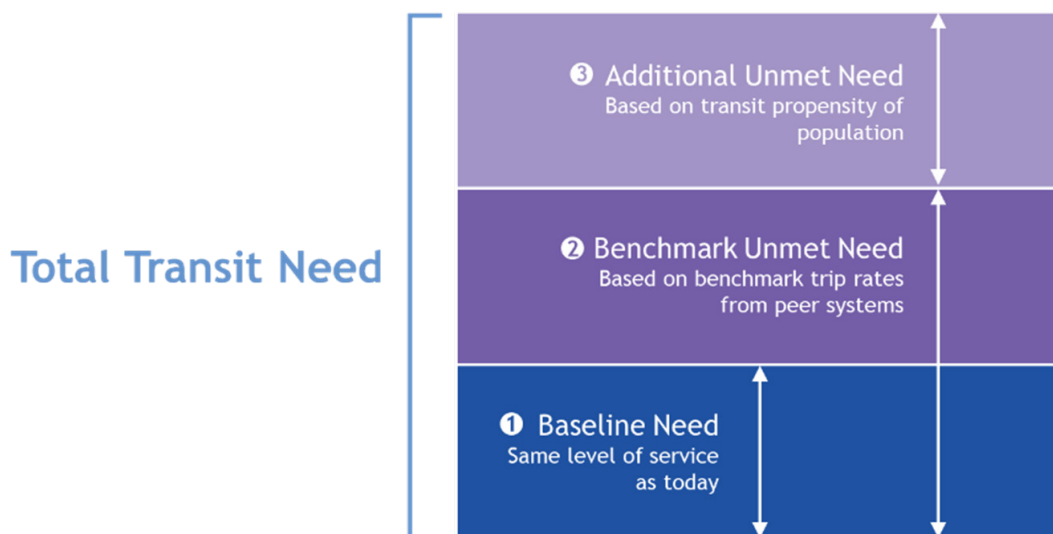 Total Transit Need
❸ Additional Unmet Need
Based on transit propensity of
population
❷ Benchmark Unmet Need
Based on benchmark trip rates
from peer systems
❶ Baseline Need
Same level of service
as today